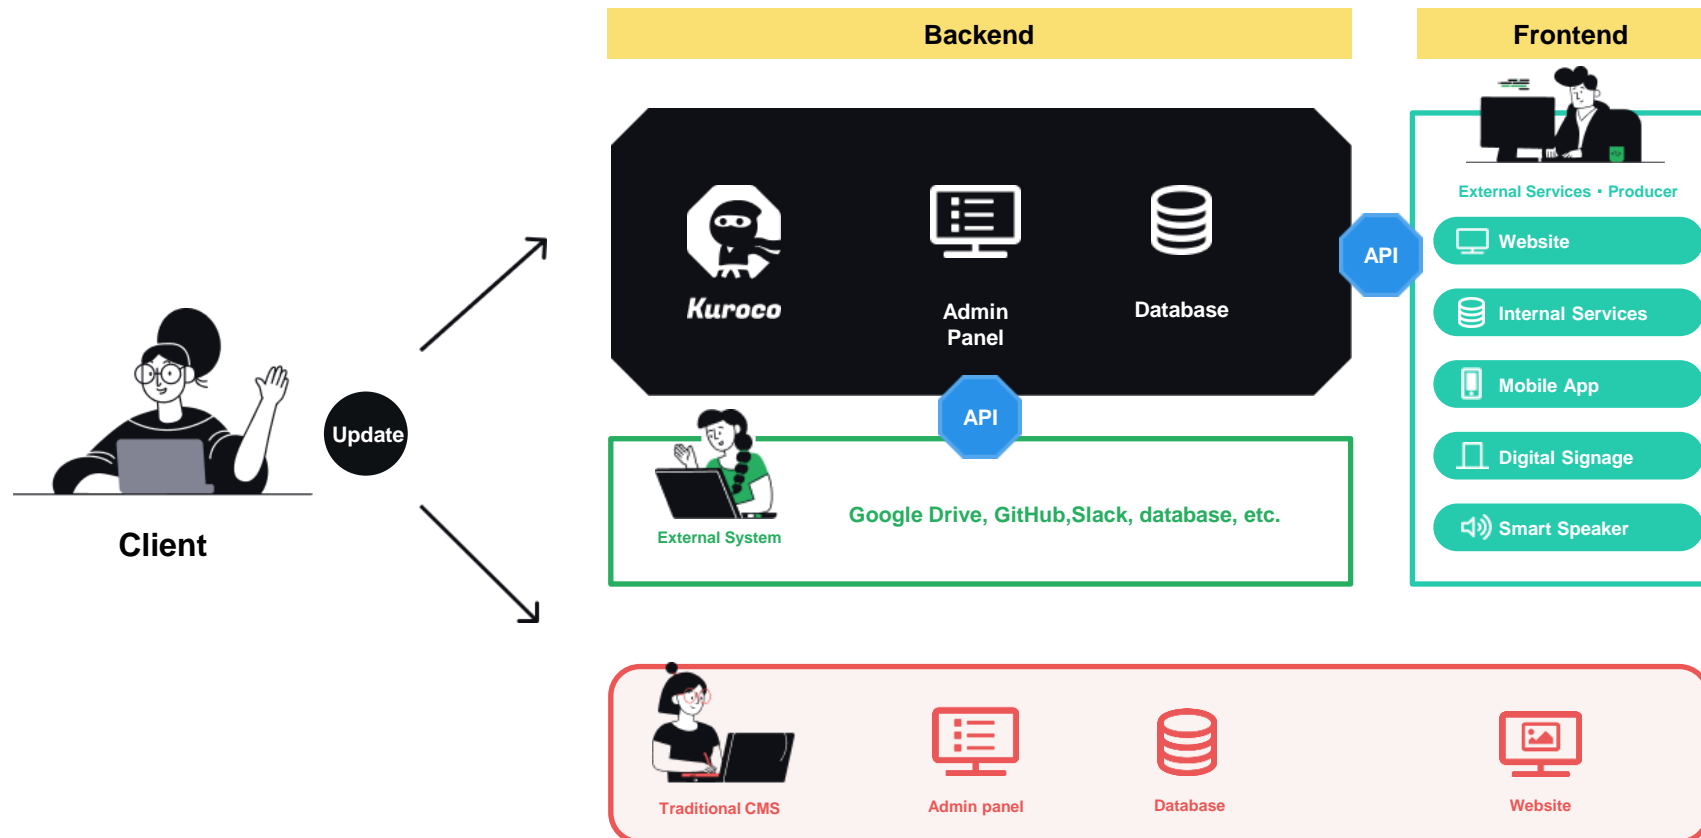 Backend
Frontend
External Services・Producer
Kuroco
Admin
Panel
Database
API
Website
Internal Services
Mobile App
Digital Signage
Smart Speaker
API
Update
Client
External System
Google Drive, GitHub,Slack, database, etc.
Traditional CMS
Admin panel
Database
Website